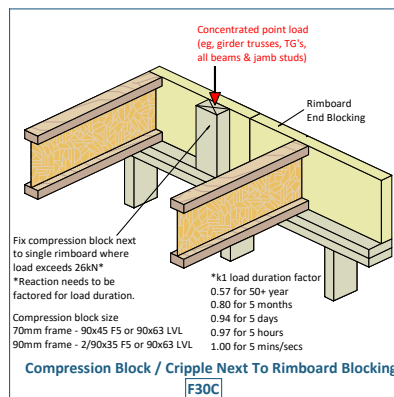 Concentrated point load
(eg, girder trusses, TG's,
all beams & jamb studs)
Rimboard
End Blocking
Fix compression block next
to single rimboard where
load exceeds 26kN*
*Reaction needs to be
factored for load duration.
Compression block size
70mm frame - 90x45 F5 or 90x63 LVL
90mm frame - 2/90x35 F5 or 90x63 LVL
*k1 load duration factor
0.57 for 50+ year
0.80 for 5 months
0.94 for 5 days
0.97 for 5 hours
1.00 for 5 mins/secs
Compression Block / Cripple Next To Rimboard Blocking
F30C